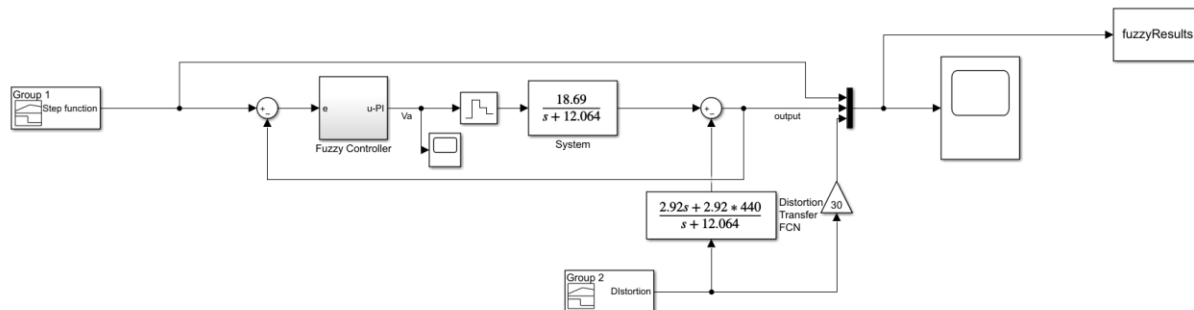 fuzzyResults
Group 1
Step function
+
−
e
u-PI
Fuzzy Controller
Va
18.69
s + 12.064
System
+
−
output
2.92s + 2.92 * 440
s + 12.064
Distortion
Transfer
FCN
30
Group 2
DIstortion